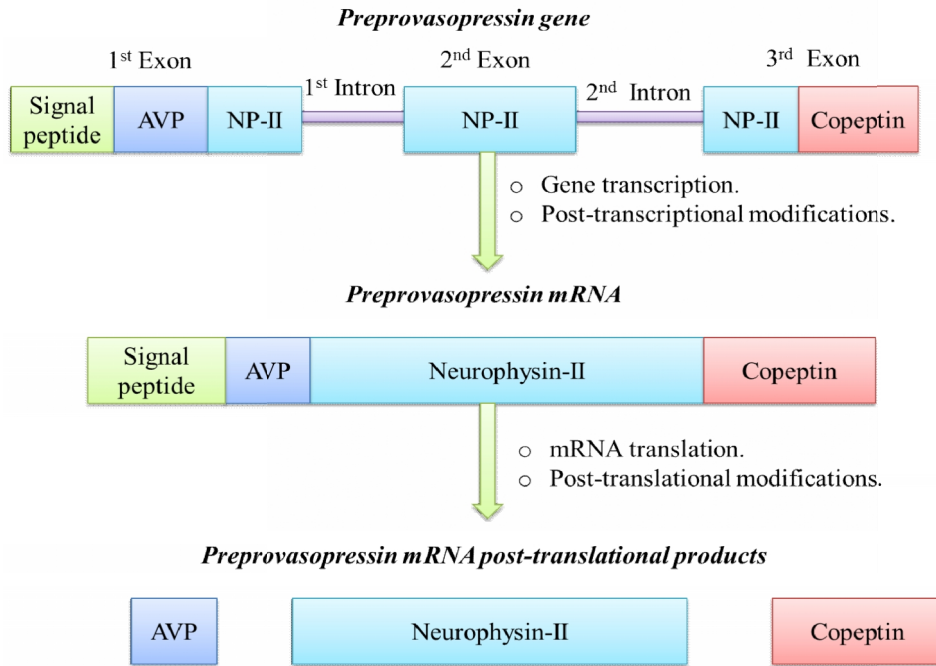 Preprovasopressin gene
1st Exon
2nd Exon
3rd Exon
1st Intron
2nd Intron
Signal
peptide
AVP
NP-II
NP-II
NP-II
Copeptin
o Gene transcription.
o Post-transcriptional modifications.
Preprovasopressin mRNA
Signal
peptide
AVP
Neurophysin-II
Copeptin
o mRNA translation.
o Post-translational modifications.
Preprovasopressin mRNA post-translational products
AVP
Neurophysin-II
Copeptin